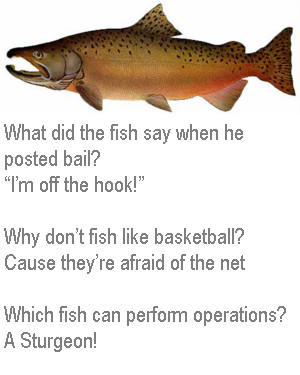 What did the fish say when he
posted bail?
“I’m off the hook!”
Why don’t fish like basketball?
Cause they’re afraid of the net
Which fish can perform operations?
A Sturgeon!